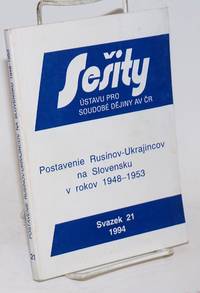 Sešity
ÚSTAVU PRO
SOUDOBÉ DĚJINY AV ČR
Postavenie Rusínov-Ukrajincov
na Slovensku
v rokov 1948–1953
Svazek 21
1994